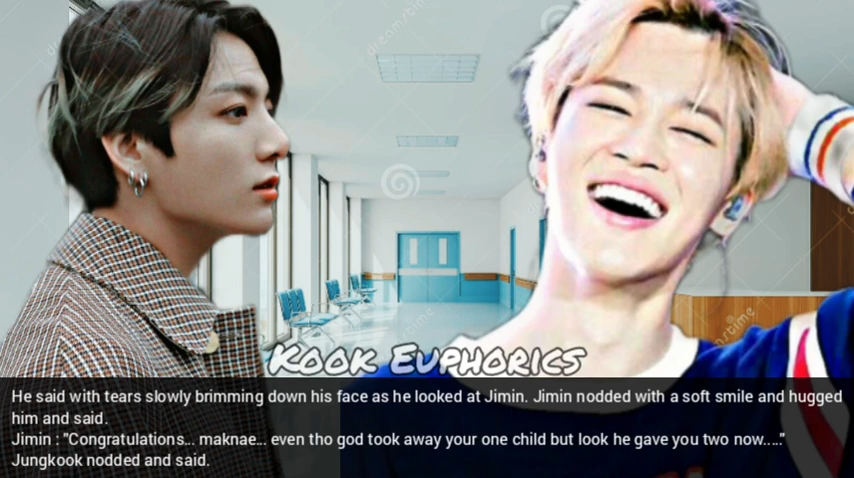 dreamstime
dreamstime
Kook Euphorics
He said with tears slowly brimming down his face as he looked at Jimin. Jimin nodded with a soft smile and hugged
him and said.
Jimin : "Congratulations... maknae... even tho god took away your one child but look he gave you two now...."
Jungkook nodded and said.